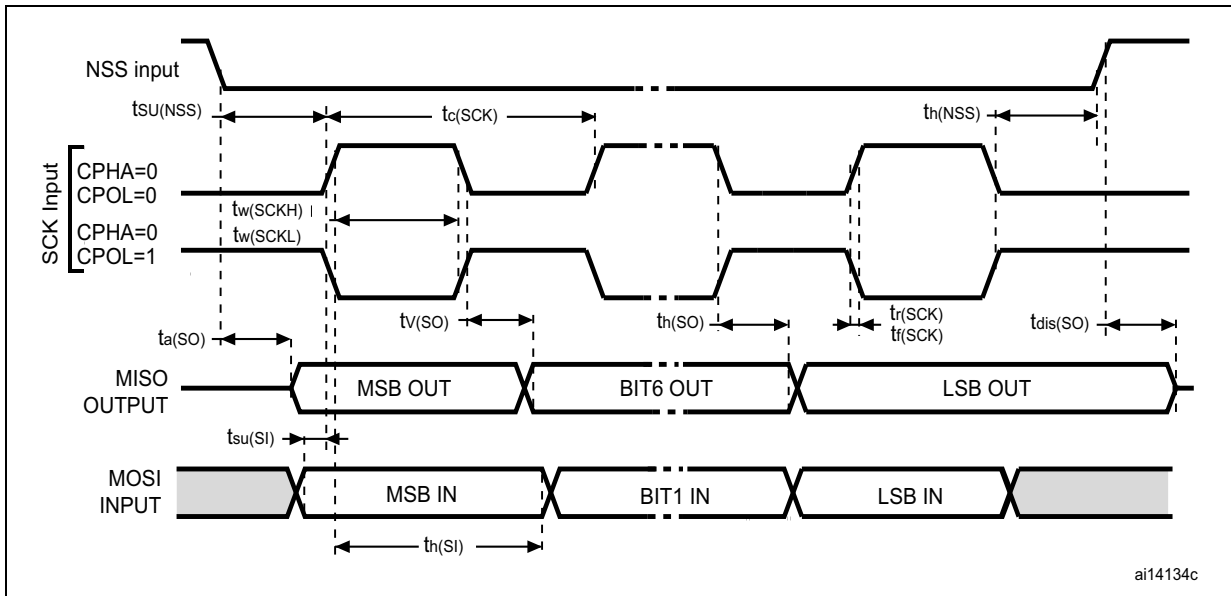 NSS input
tSU(NSS)
tc(SCK)
th(NSS)
SCK Input
CPHA=0
CPOL=0
tw(SCKH)
CPHA=0
CPOL=1
tw(SCKL)
ta(SO)
tV(SO)
th(SO)
tr(SCK)
tf(SCK)
tdis(SO)
MISO
OUTPUT
MSB OUT
BIT6 OUT
LSB OUT
tsu(SI)
MOSI
INPUT
MSB IN
BIT1 IN
LSB IN
th(SI)
ai14134c